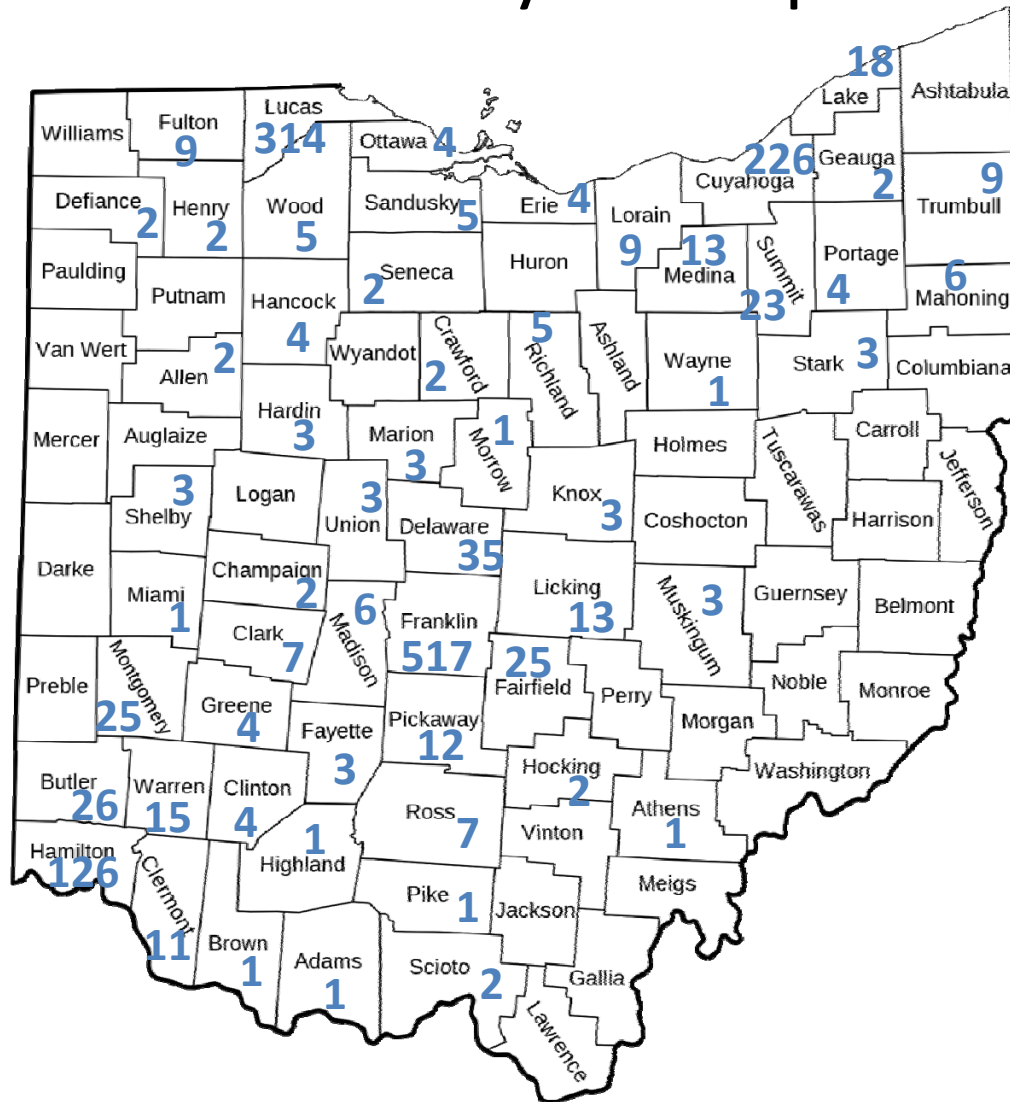 18
Lake
Ashtabula
Lucas
314
Williams
Fulton
9
Ottawa 4
226
Cuyahoga
Geauga
2
9
Trumbull
Defiance
2
Henry
2
Wood
5
Sandusky
5
Erie 4
Lorain
9
13
Medina
Summit
23
Portage
4
6
Mahoning
Paulding
Putnam
Hancock
4
Seneca
2
Huron
Van Wert
Allen
2
Wyandot
Crawford
2
5
Richland
Ashland
Wayne
1
Stark 3
Columbiana
Mercer
Auglaize
Hardin
3
Marion
3
1
Morrow
Holmes
Tuscarawas
Carroll
Jefferson
3
Shelby
Logan
3
Union
Delaware
35
Knox
3
Coshocton
Harrison
Darke
Miami
1
Champaign
2
Clark
7
6
Madison
Franklin
517
Licking
13
3
Muskingum
Guernsey
Belmont
Preble
Montgomery
25
Greene
4
Fayette
3
Pickaway
12
25
Fairfield
Perry
Morgan
Noble
Monroe
Butler
26
Warren
15
Clinton
4
Hocking
2
Washington
Hamilton
126
Clermont
11
1
Highland
Ross
7
Vinton
Athens
1
Meigs
Brown
1
Adams
1
Pike 1
Jackson
Scioto
2
Gallia
Lawrence